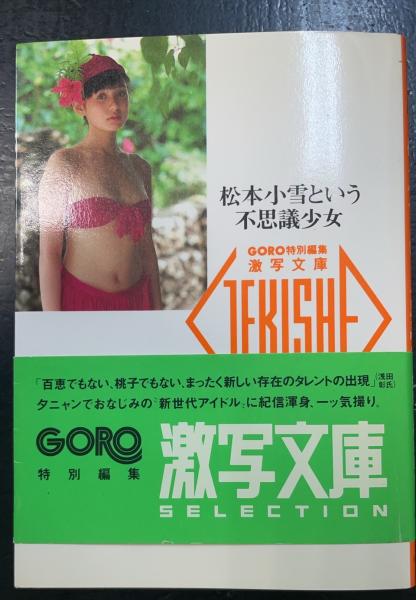 松本小雪という
不思議少女
GORO特別編集
激写文庫
GEKISHA
「百恵でもない、桃子でもない、まったく新しい存在のタレントの出現」(浅田彰氏)
夕ニャンでおなじみの“新世代アイドル”に紀信渾身、一ッ気撮り。
GORO
特別編集
激写文庫
SELECTION